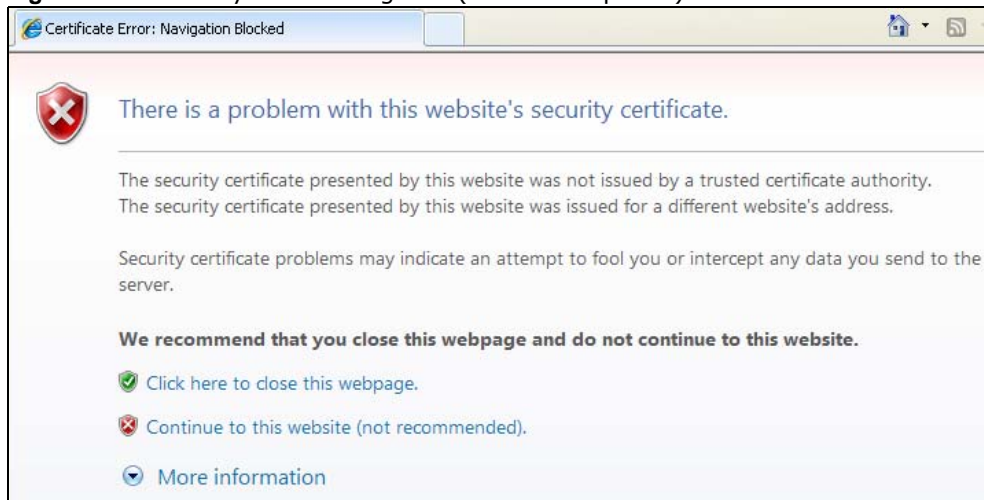 Certificate Error: Navigation Blocked
There is a problem with this website's security certificate.
The security certificate presented by this website was not issued by a trusted certificate authority.
The security certificate presented by this website was issued for a different website's address.
Security certificate problems may indicate an attempt to fool you or intercept any data you send to the
server.
We recommend that you close this webpage and do not continue to this website.
Click here to close this webpage.
Continue to this website (not recommended).
More information